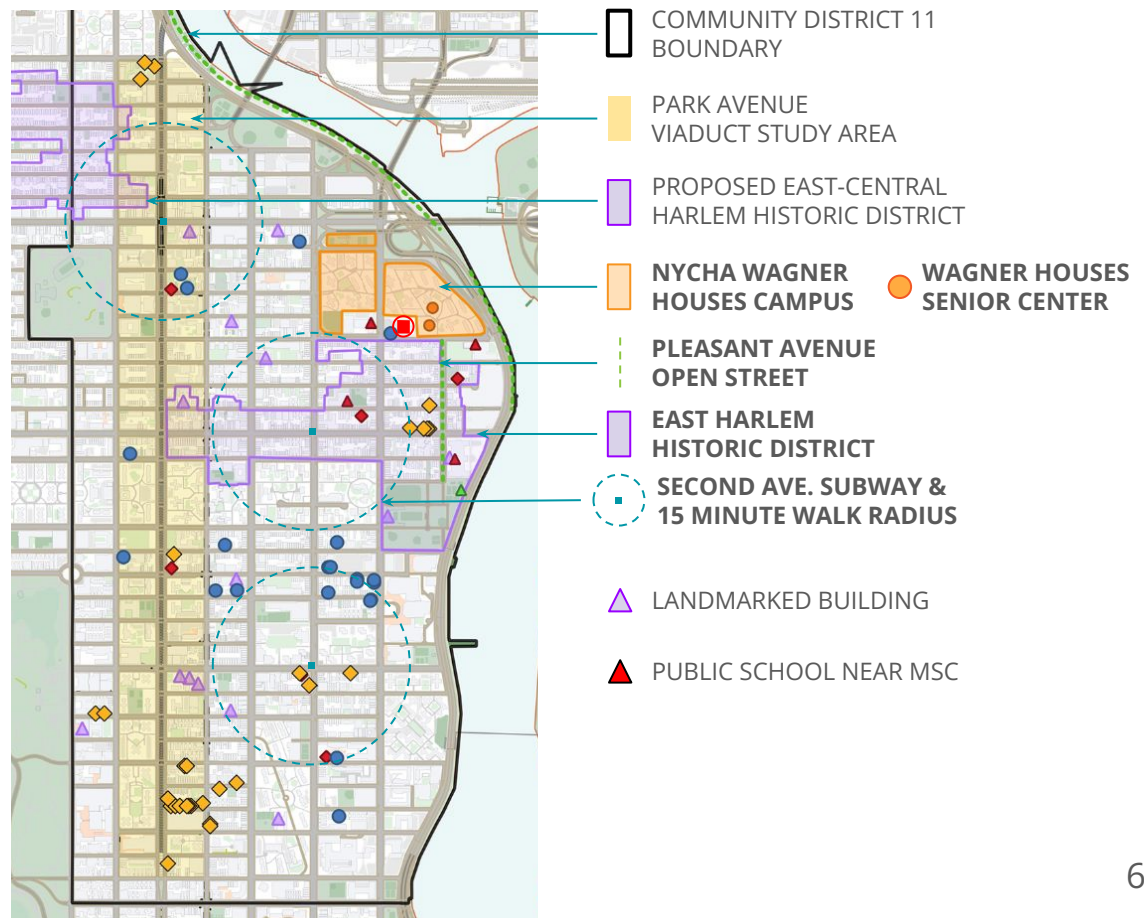 COMMUNITY DISTRICT 11
BOUNDARY
PARK AVENUE
VIADUCT STUDY AREA
PROPOSED EAST-CENTRAL
HARLEM HISTORIC DISTRICT
NYCHA WAGNER
HOUSES CAMPUS
WAGNER HOUSES
SENIOR CENTER
PLEASANT AVENUE
OPEN STREET
EAST HARLEM
HISTORIC DISTRICT
SECOND AVE. SUBWAY &
15 MINUTE WALK RADIUS
LANDMARKED BUILDING
PUBLIC SCHOOL NEAR MSC
6